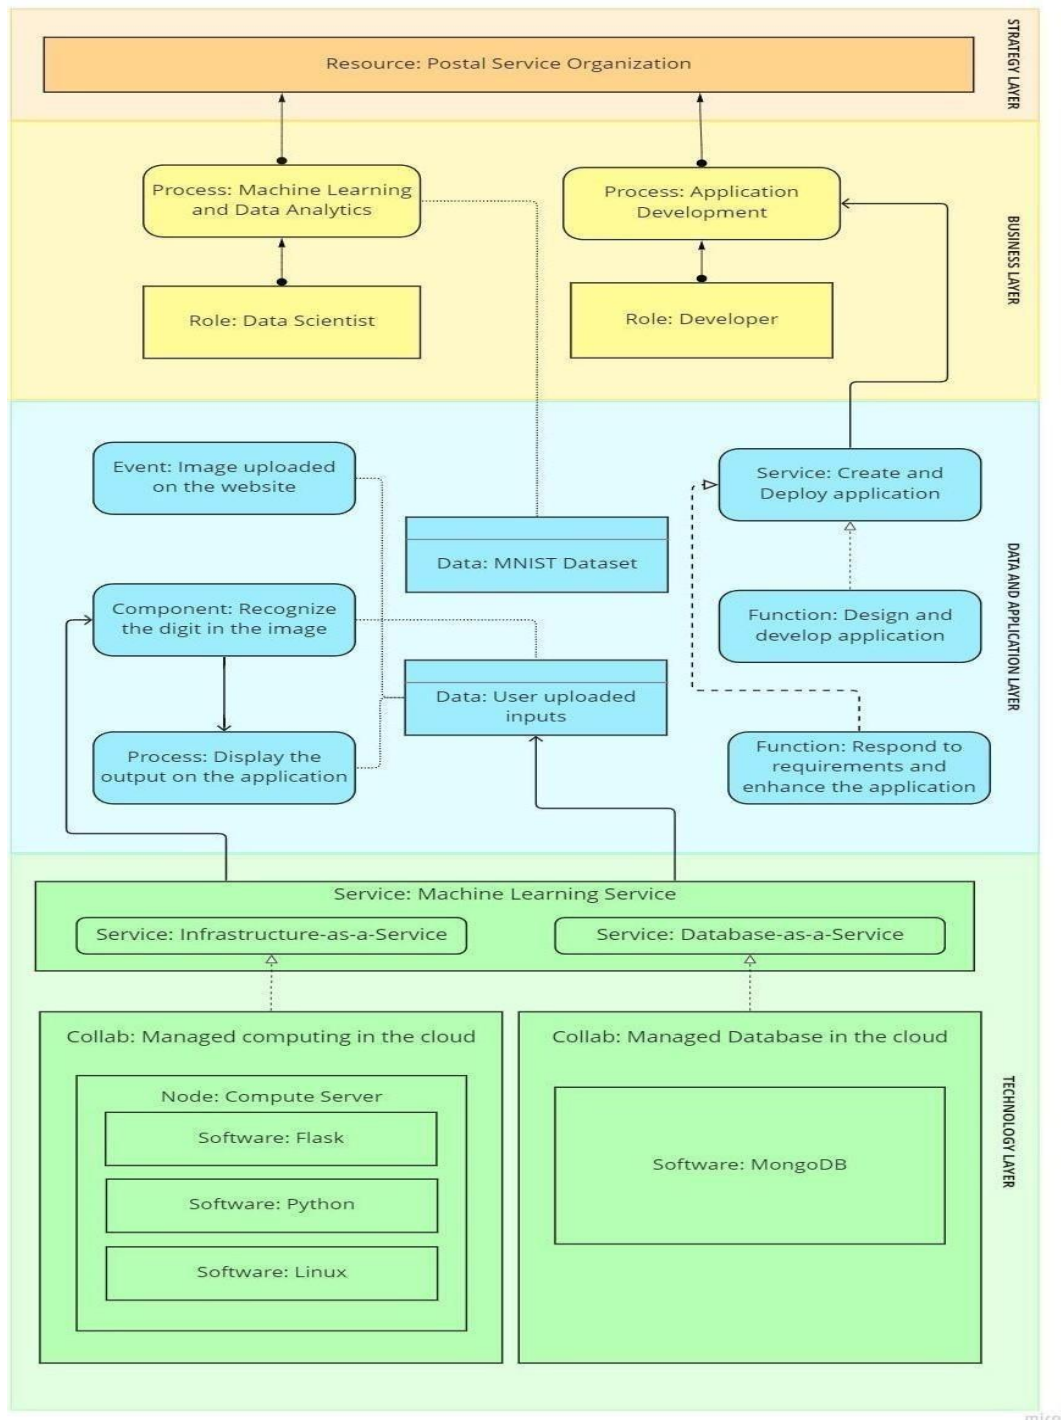 STRATEGY LAYER
Resource: Postal Service Organization
BUSINESS LAYER
Process: Machine Learning
and Data Analytics
Process: Application
Development
Role: Data Scientist
Role: Developer
DATA AND APPLICATION LAYER
Event: Image uploaded
on the website
Service: Create and
Deploy application
Data: MNIST Dataset
Component: Recognize
the digit in the image
Function: Design and
develop application
Data: User uploaded
inputs
Process: Display the
output on the application
Function: Respond to
requirements and
enhance the application
Service: Machine Learning Service
Service: Infrastructure-as-a-Service
Service: Database-as-a-Service
TECHNOLOGY LAYER
Collab: Managed computing in the cloud
Node: Compute Server
Software: Flask
Software: Python
Software: Linux
Collab: Managed Database in the cloud
Software: MongoDB